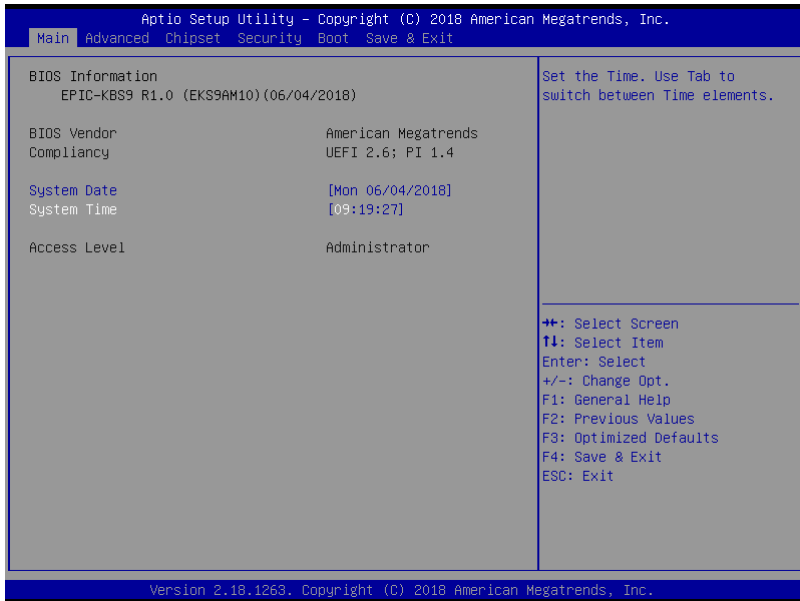 Aptio Setup Utility – Copyright (C) 2018 American Megatrends, Inc.
Main Advanced Chipset Security Boot Save & Exit
BIOS Information
EPIC-KBS9 R1.0 (EKS9AM10)(06/04/2018)
BIOS Vendor American Megatrends
Compliancy UEFI 2.6; PI 1.4
System Date [Mon 06/04/2018]
System Time [09:19:27]
Access Level Administrator
Set the Time. Use Tab to
switch between Time elements.
→←: Select Screen
↑↓: Select Item
Enter: Select
+/-: Change Opt.
F1: General Help
F2: Previous Values
F3: Optimized Defaults
F4: Save & Exit
ESC: Exit
Version 2.18.1263. Copyright (C) 2018 American Megatrends, Inc.